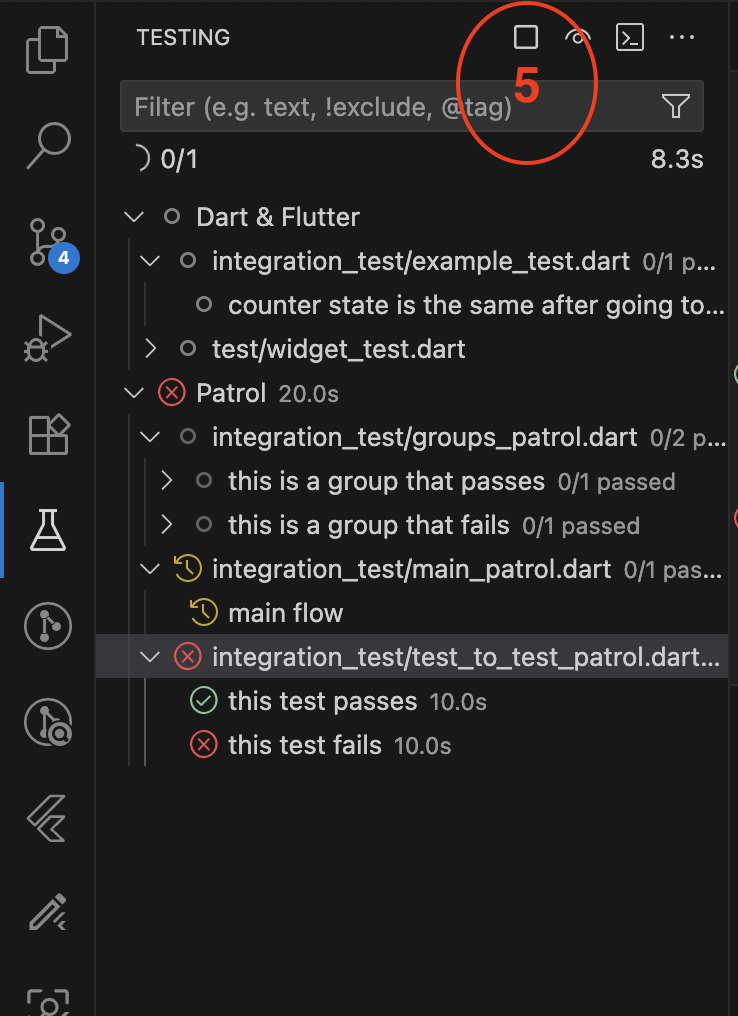 TESTING
5
Filter (e.g. text, !exclude, @tag)
0/1 8.3s
Dart & Flutter
integration_test/example_test.dart 0/1 p...
counter state is the same after going to...
test/widget_test.dart
4
Patrol 20.0s
integration_test/groups_patrol.dart 0/2 p...
this is a group that passes 0/1 passed
this is a group that fails 0/1 passed
integration_test/main_patrol.dart 0/1 pas...
main flow
integration_test/test_to_test_patrol.dart...
this test passes 10.0s
this test fails 10.0s